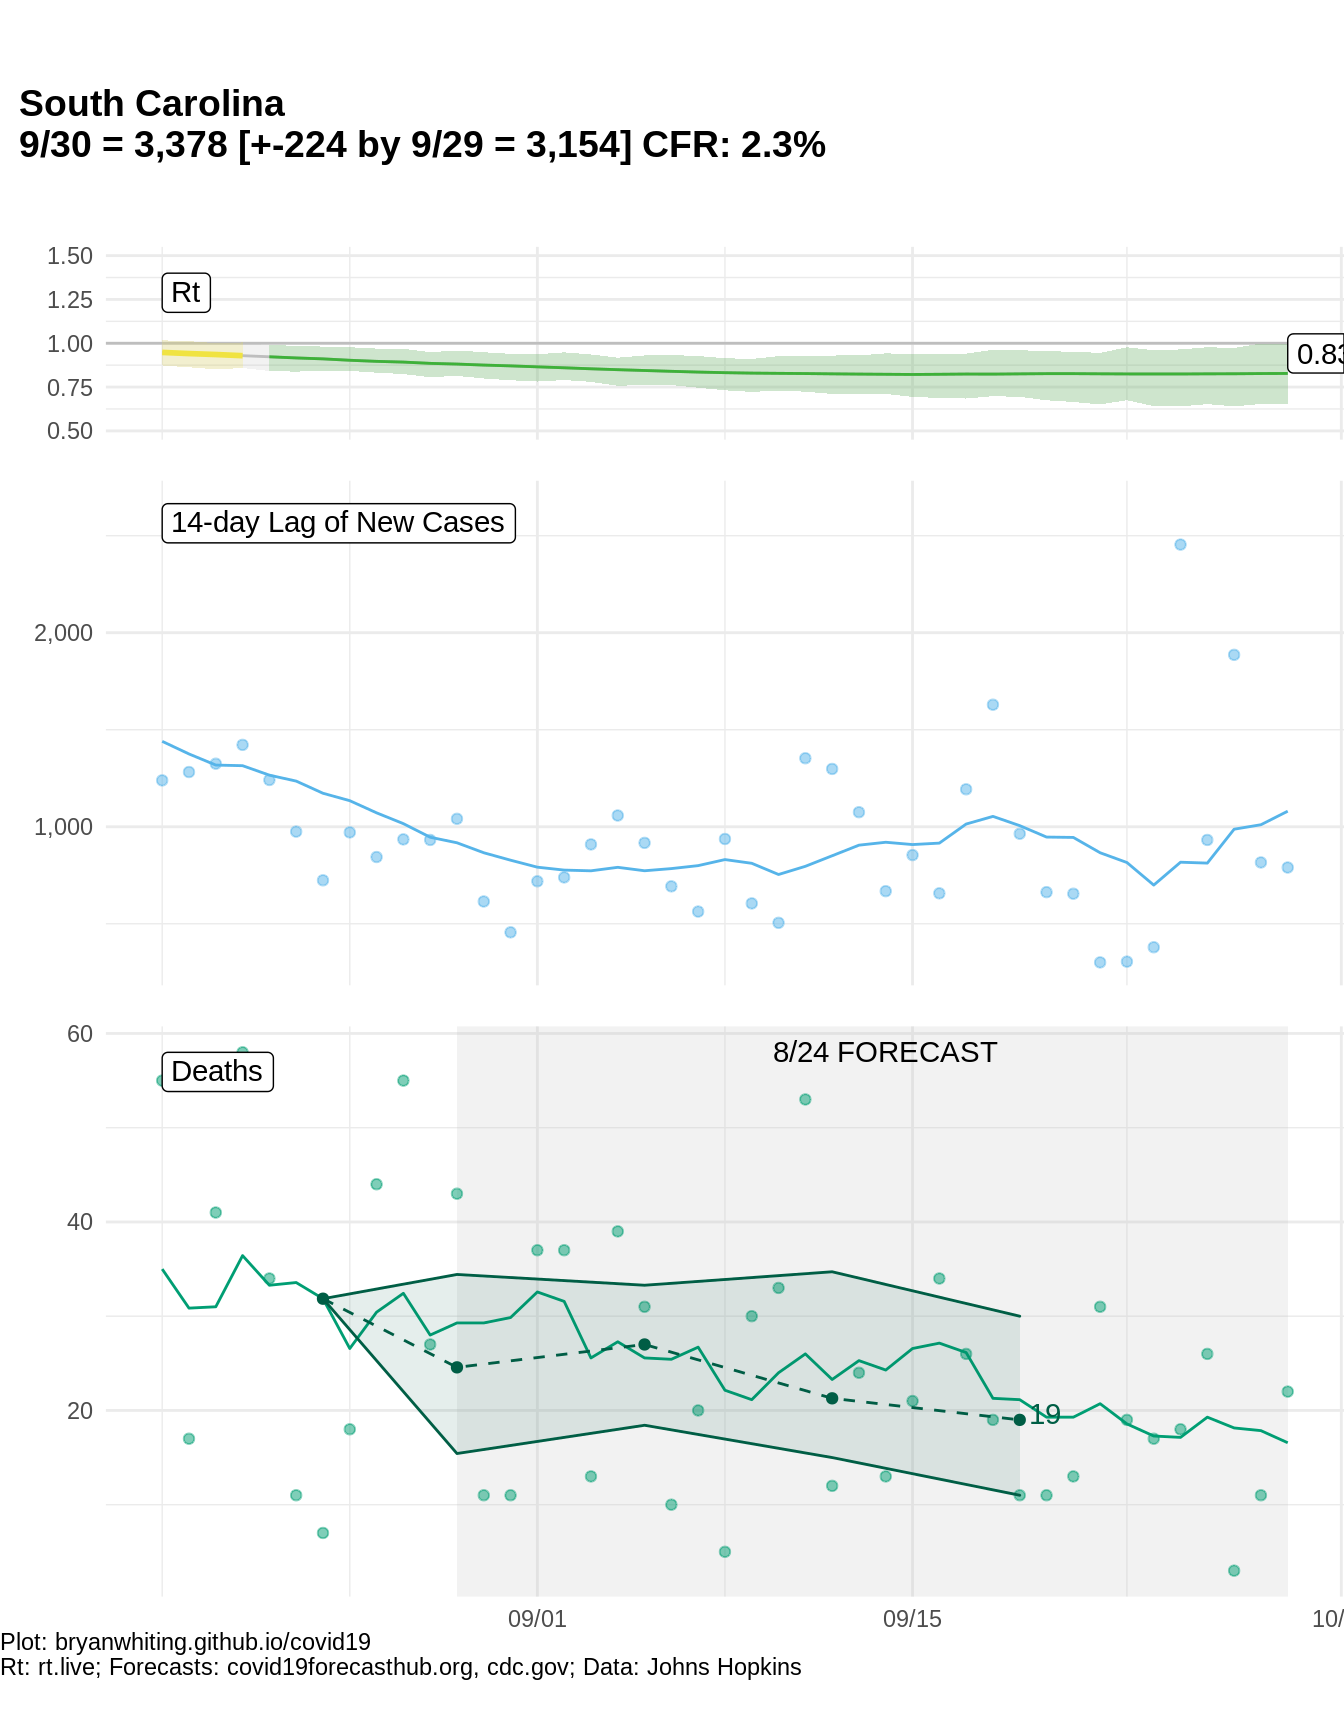 South Carolina
9/30 = 3,378 [+-224 by 9/29 = 3,154] CFR: 2.3%
1.50
1.25
1.00
0.75
0.50
Rt
0.83
14-day Lag of New Cases
2,000
1,000
60
40
20
Deaths
8/24 FORECAST
19
09/01
09/15
10/
Plot: bryanwhiting.github.io/covid19
Rt: rt.live; Forecasts: covid19forecasthub.org, cdc.gov; Data: Johns Hopkins